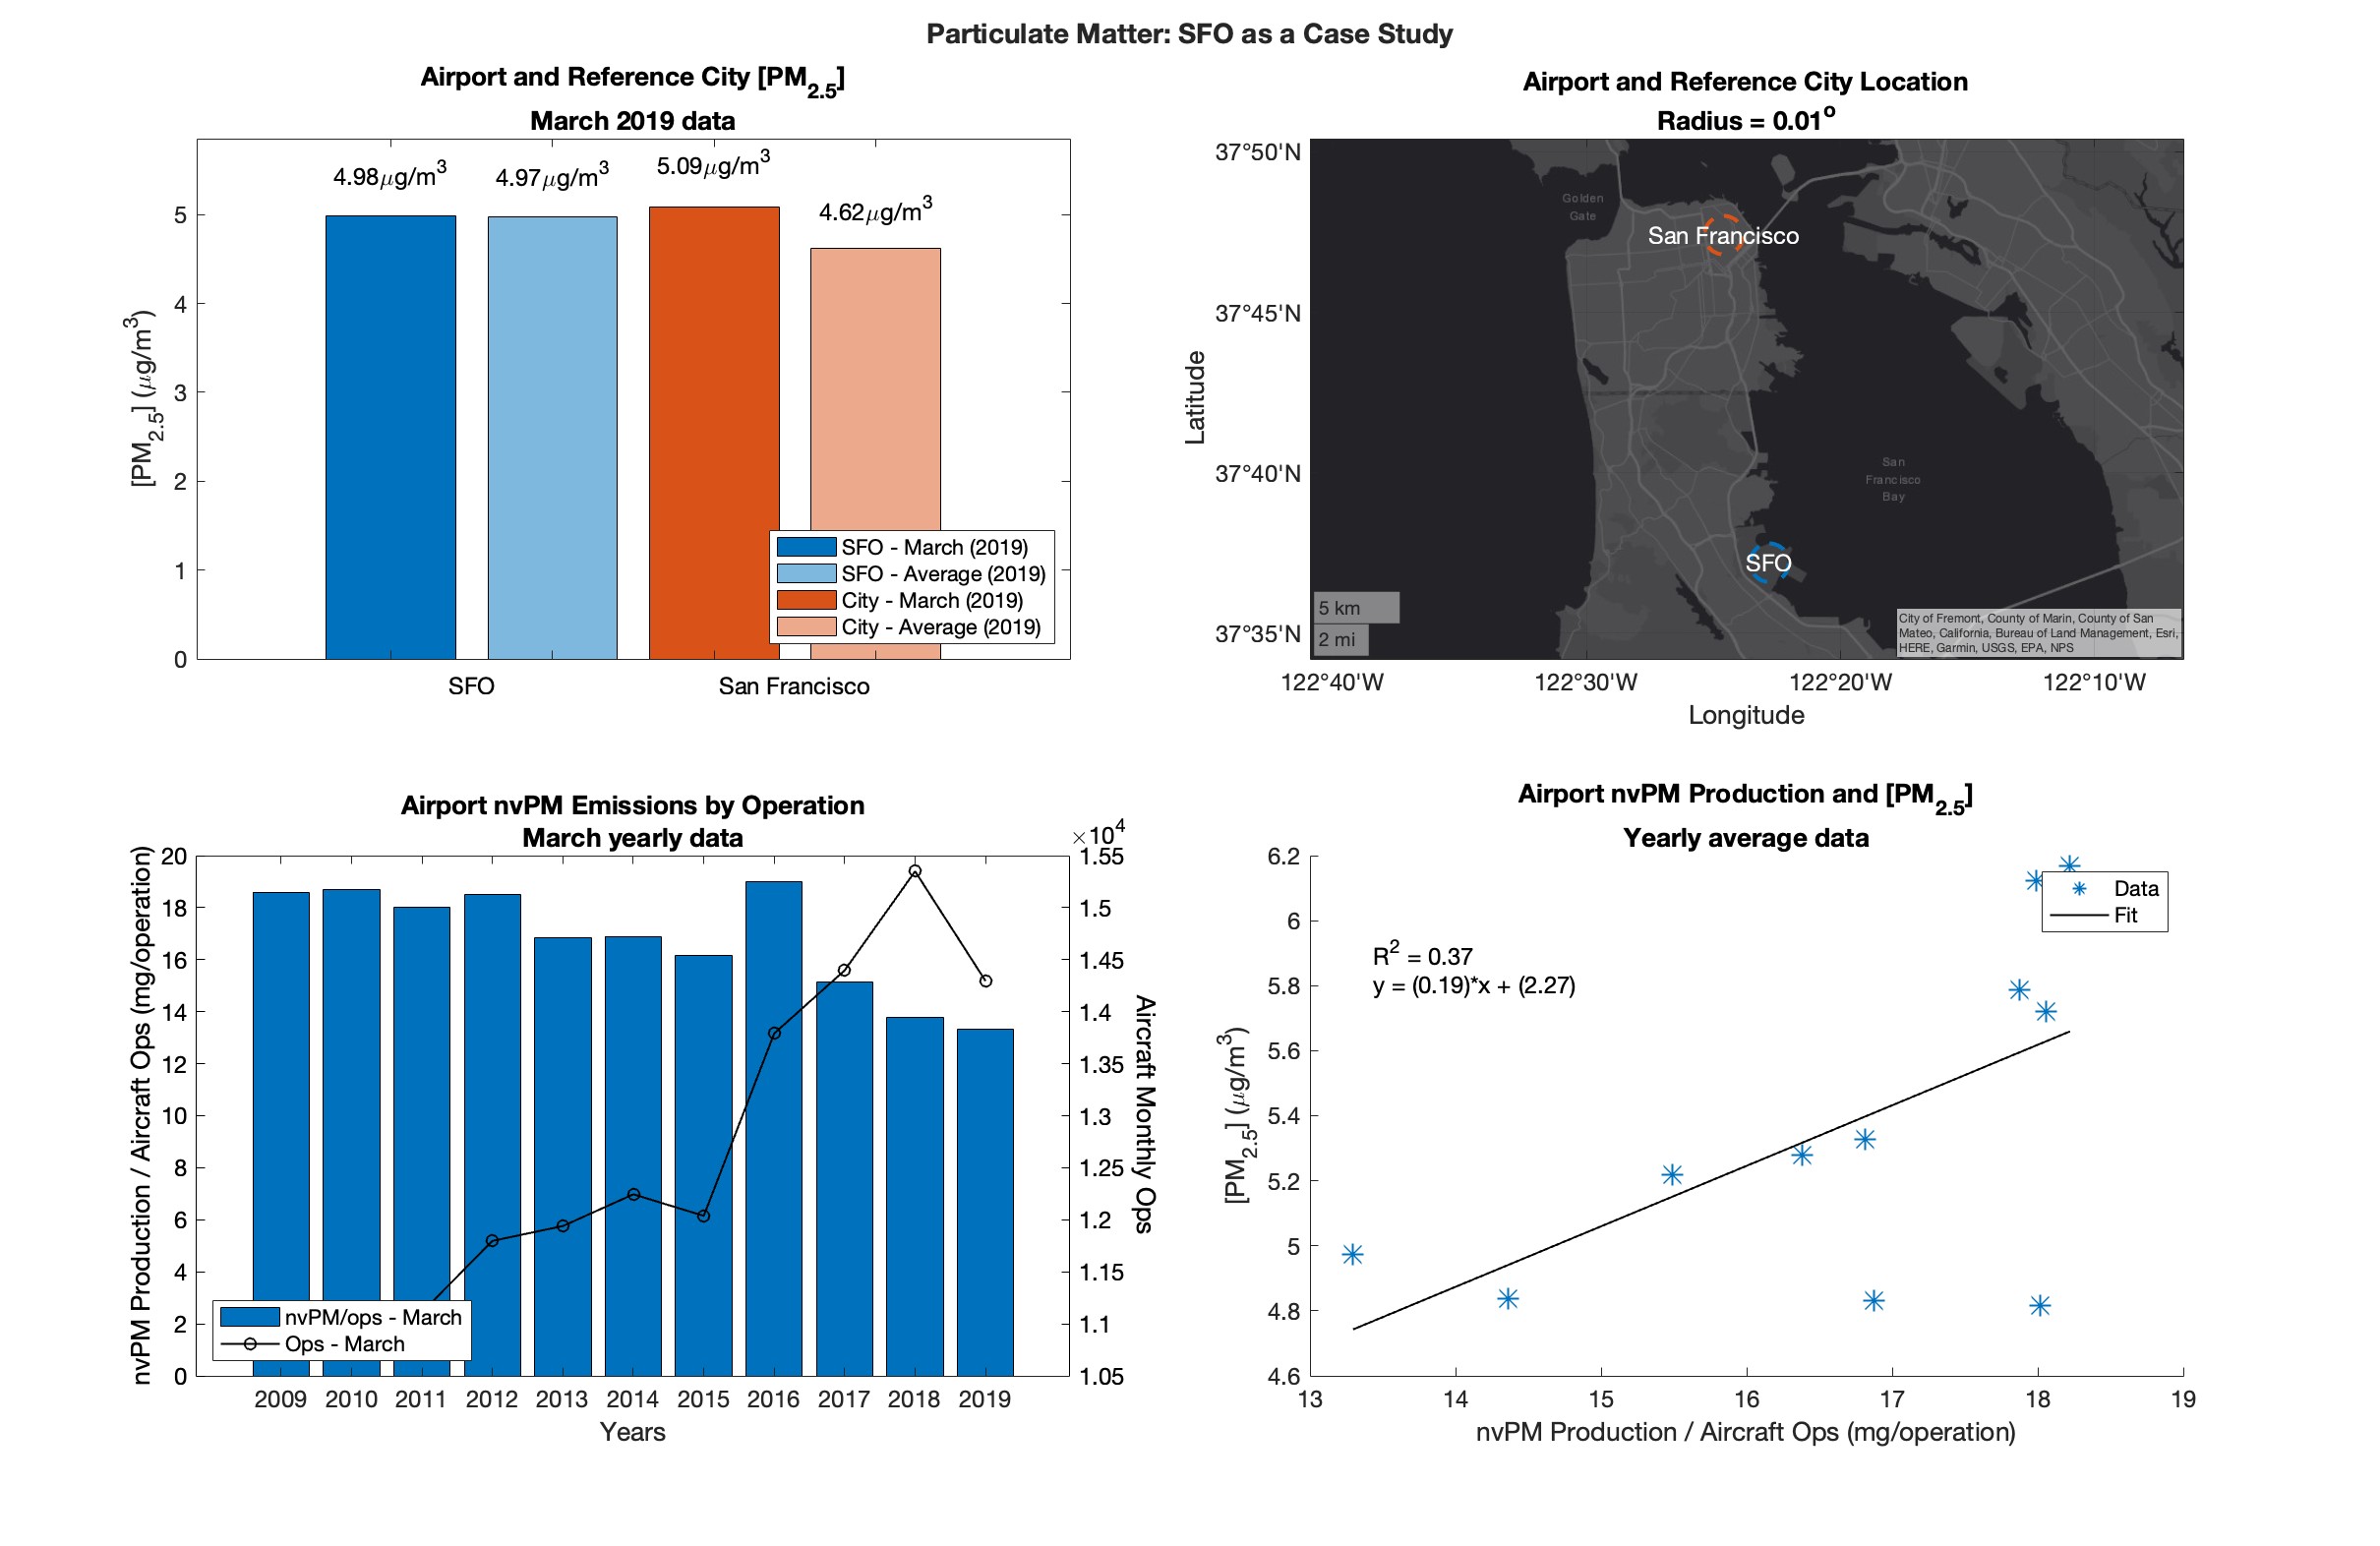 Particulate Matter: SFO as a Case Study
Airport and Reference City [PM2.5]
March 2019 data
4.98μg/m³
4.97μg/m³
5.09μg/m³
4.62μg/m³
[PM2.5] (μg/m³)
5
4
3
2
1
0
SFO - March (2019)
SFO - Average (2019)
City - March (2019)
City - Average (2019)
SFO
San Francisco
Airport and Reference City Location
Radius = 0.01°
Latitude
37°50'N
37°45'N
37°40'N
37°35'N
Golden
Gate
San Francisco
San
Francisco
Bay
SFO
5 km
2 mi
City of Fremont, County of Marin, County of San
Mateo, California, Bureau of Land Management, Esri,
HERE, Garmin, USGS, EPA, NPS
122°40'W
122°30'W
122°20'W
122°10'W
Longitude
Airport nvPM Emissions by Operation
March yearly data
nvPM Production / Aircraft Ops (mg/operation)
20
18
16
14
12
10
8
6
4
2
0
×10⁴
1.55
1.5
1.45
1.4
1.35
1.3
1.25
1.2
1.15
1.1
1.05
Aircraft Monthly Ops
nvPM/ops - March
Ops - March
2009
2010
2011
2012
2013
2014
2015
2016
2017
2018
2019
Years
Airport nvPM Production and [PM2.5]
Yearly average data
[PM2.5] (μg/m³)
6.2
6
5.8
5.6
5.4
5.2
5
4.8
4.6
Data
Fit
R² = 0.37
y = (0.19)*x + (2.27)
13
14
15
16
17
18
19
nvPM Production / Aircraft Ops (mg/operation)